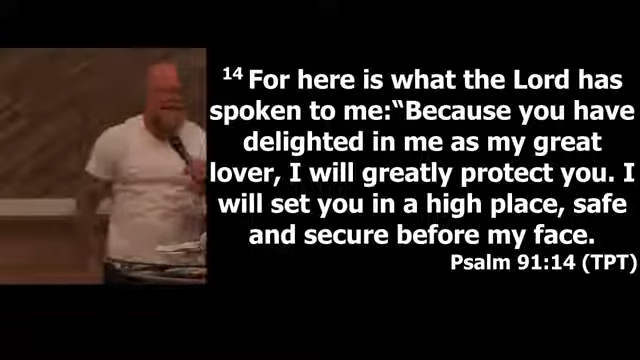 14 For here is what the Lord has
spoken to me:“Because you have
delighted in me as my great
lover, I will greatly protect you. I
will set you in a high place, safe
and secure before my face.
Psalm 91:14 (TPT)